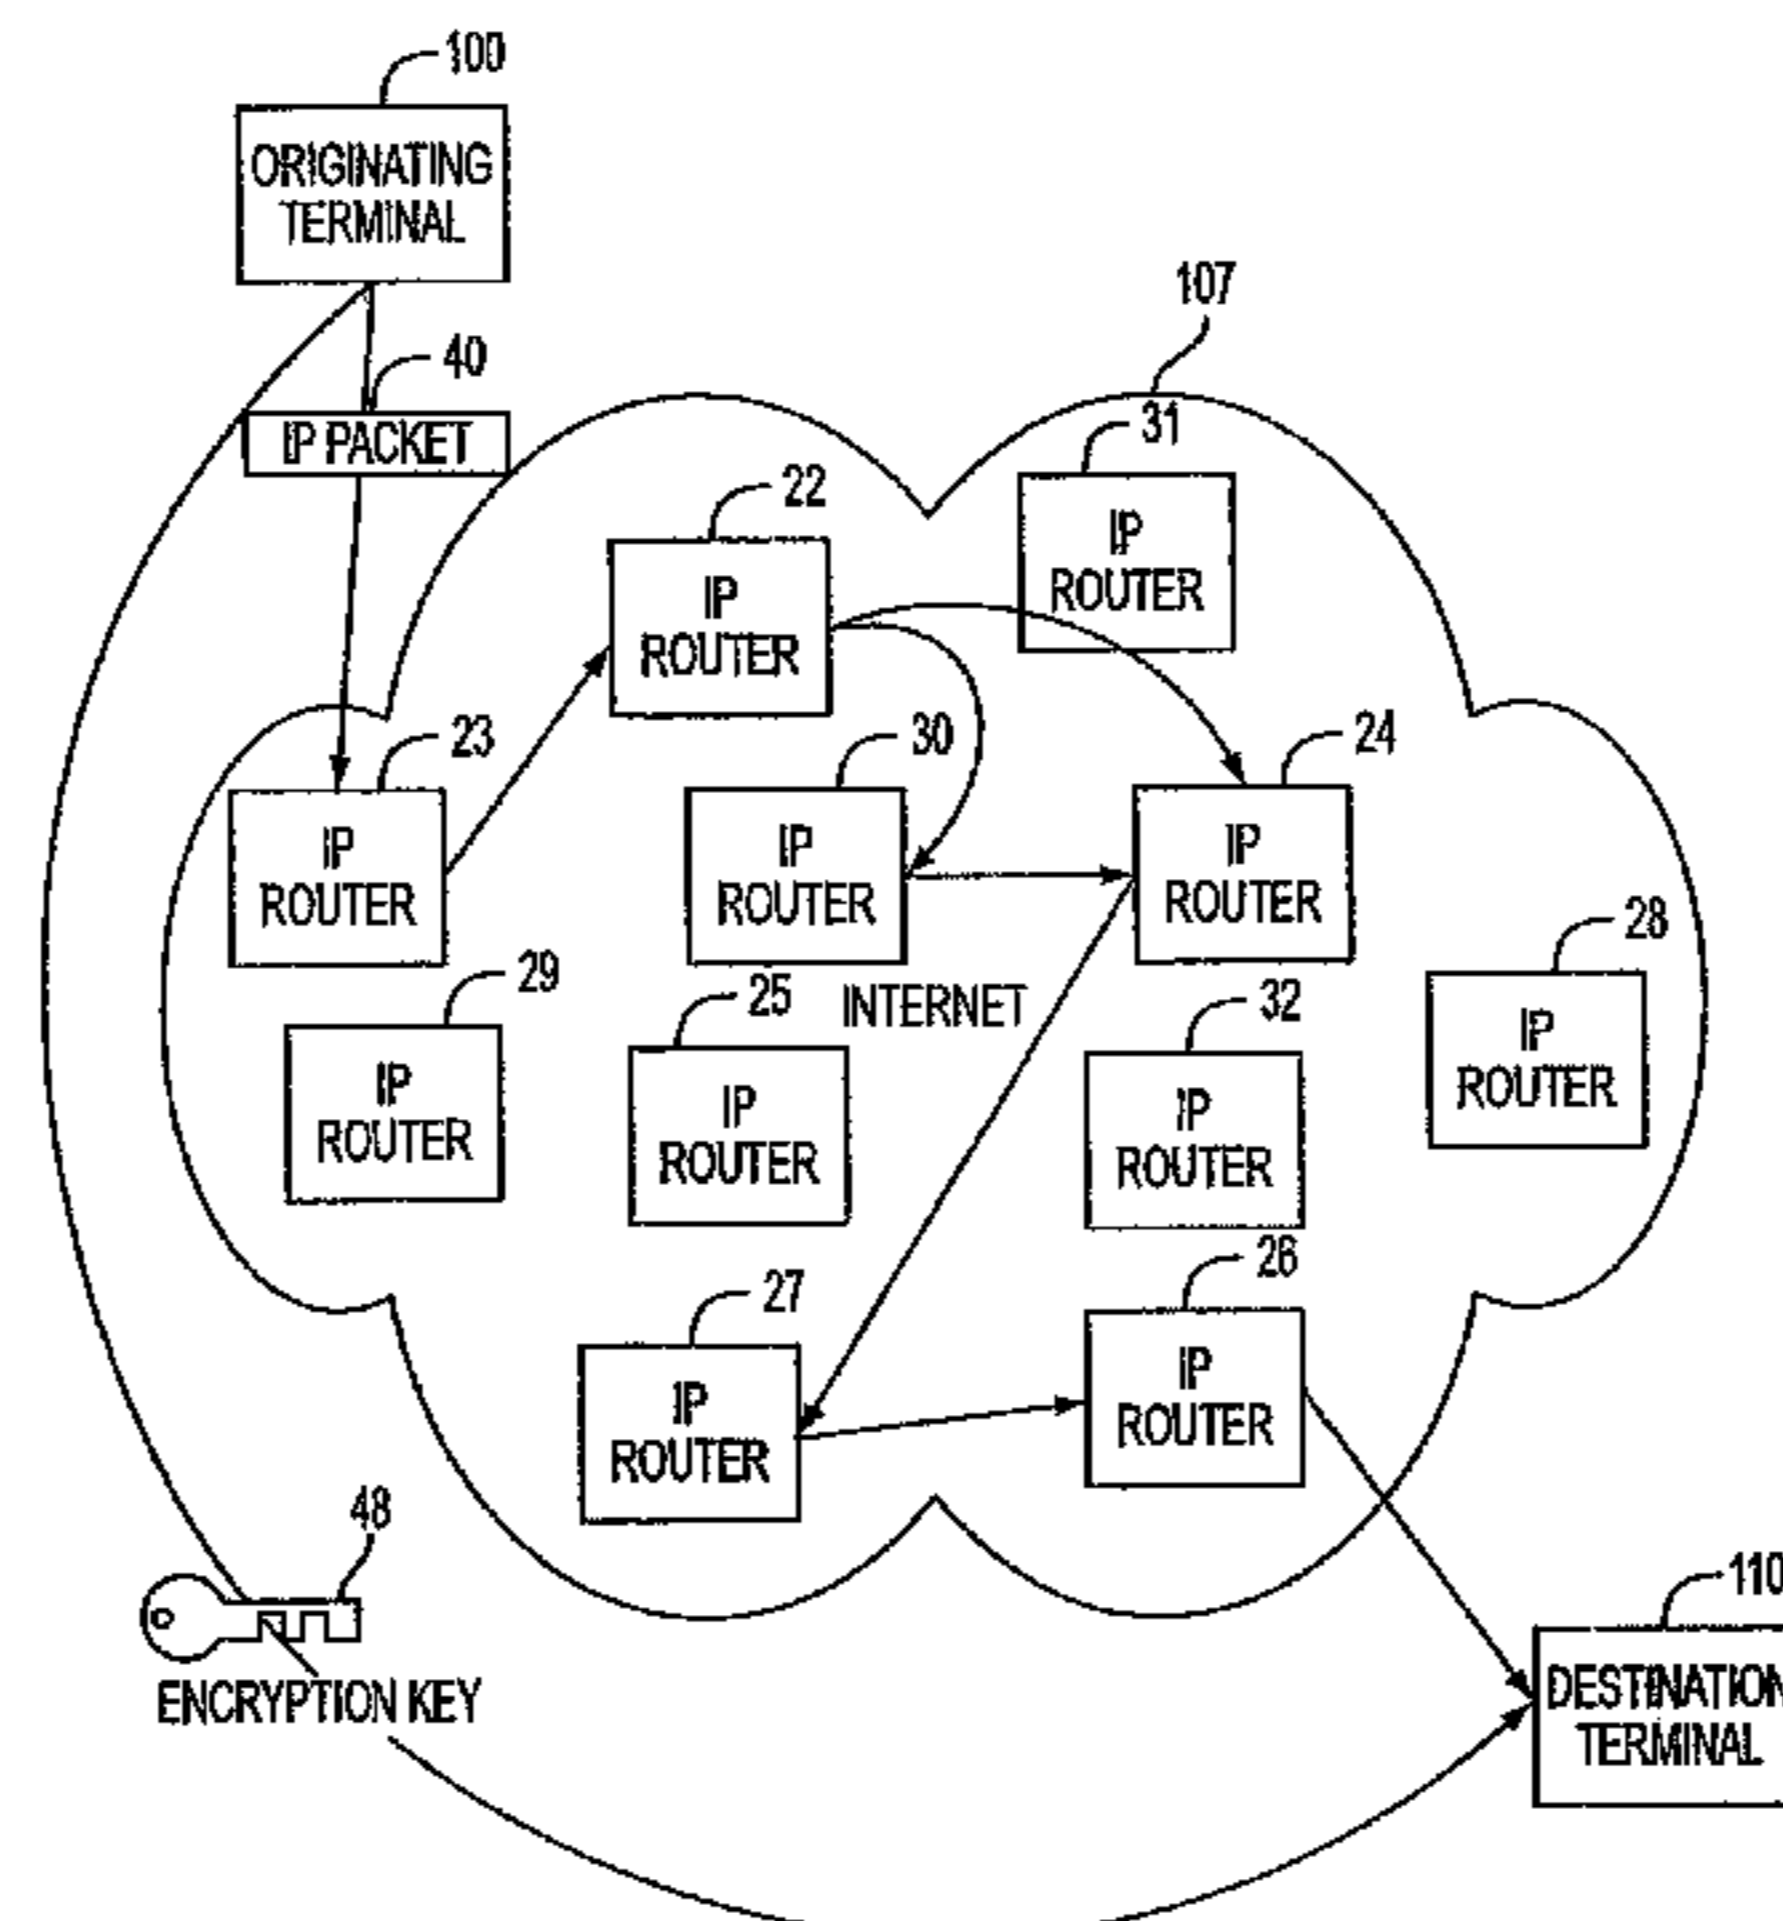 100
ORIGINATING
TERMINAL
107
40
IP PACKET
31
IP
ROUTER
22
IP
ROUTER
23
IP
ROUTER
30
IP
ROUTER
24
IP
ROUTER
28
IP
ROUTER
29
IP
ROUTER
25
IP
ROUTER
INTERNET
32
IP
ROUTER
27
IP
ROUTER
26
IP
ROUTER
48
ENCRYPTION KEY
110
DESTINATION
TERMINAL